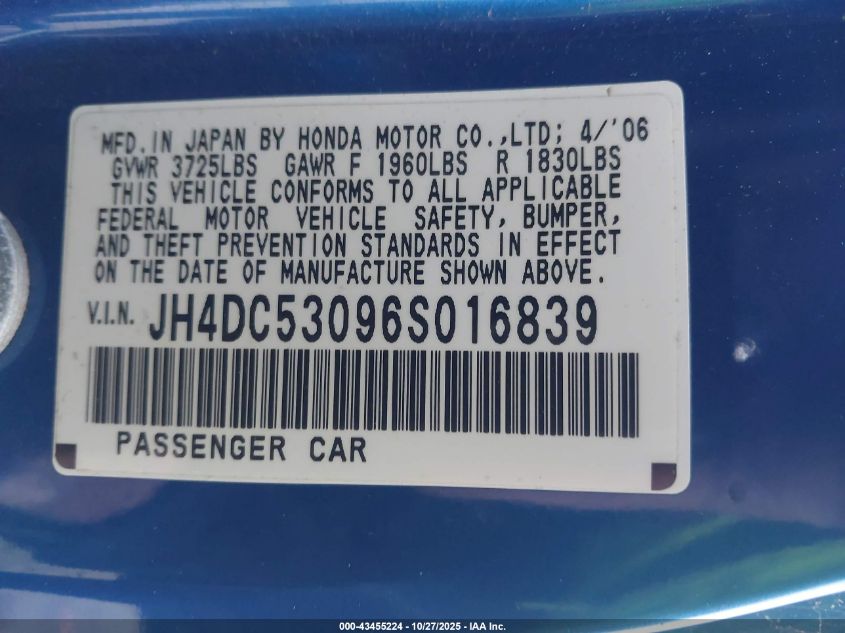 MFD. IN JAPAN BY HONDA MOTOR CO.,LTD; 4/'06
GVWR 3725LBS GAWR F 1960LBS R 1830LBS
THIS VEHICLE CONFORMS TO ALL APPLICABLE
FEDERAL MOTOR VEHICLE SAFETY, BUMPER,
AND THEFT PREVENTION STANDARDS IN EFFECT
ON THE DATE OF MANUFACTURE SHOWN ABOVE.
V.I.N. JH4DC53096S016839
PASSENGER CAR
000-43455224 - 10/27/2025 - IAA Inc.